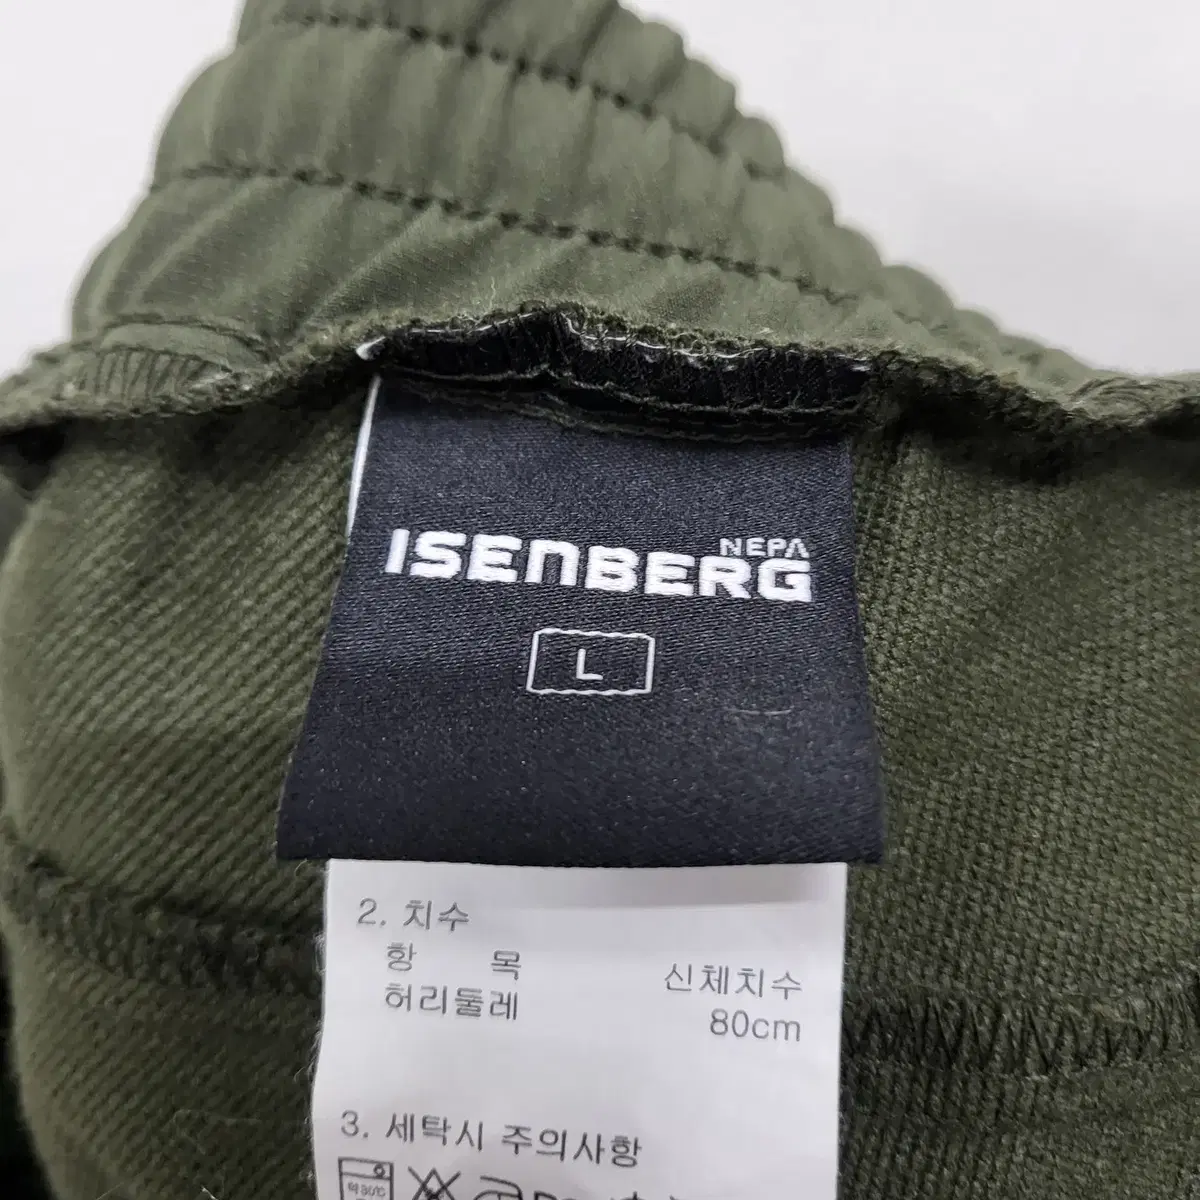 NEPA
ISENBERG
L
2. 치수
항 목 신체치수
허리둘레 80cm
3. 세탁시 주의사항